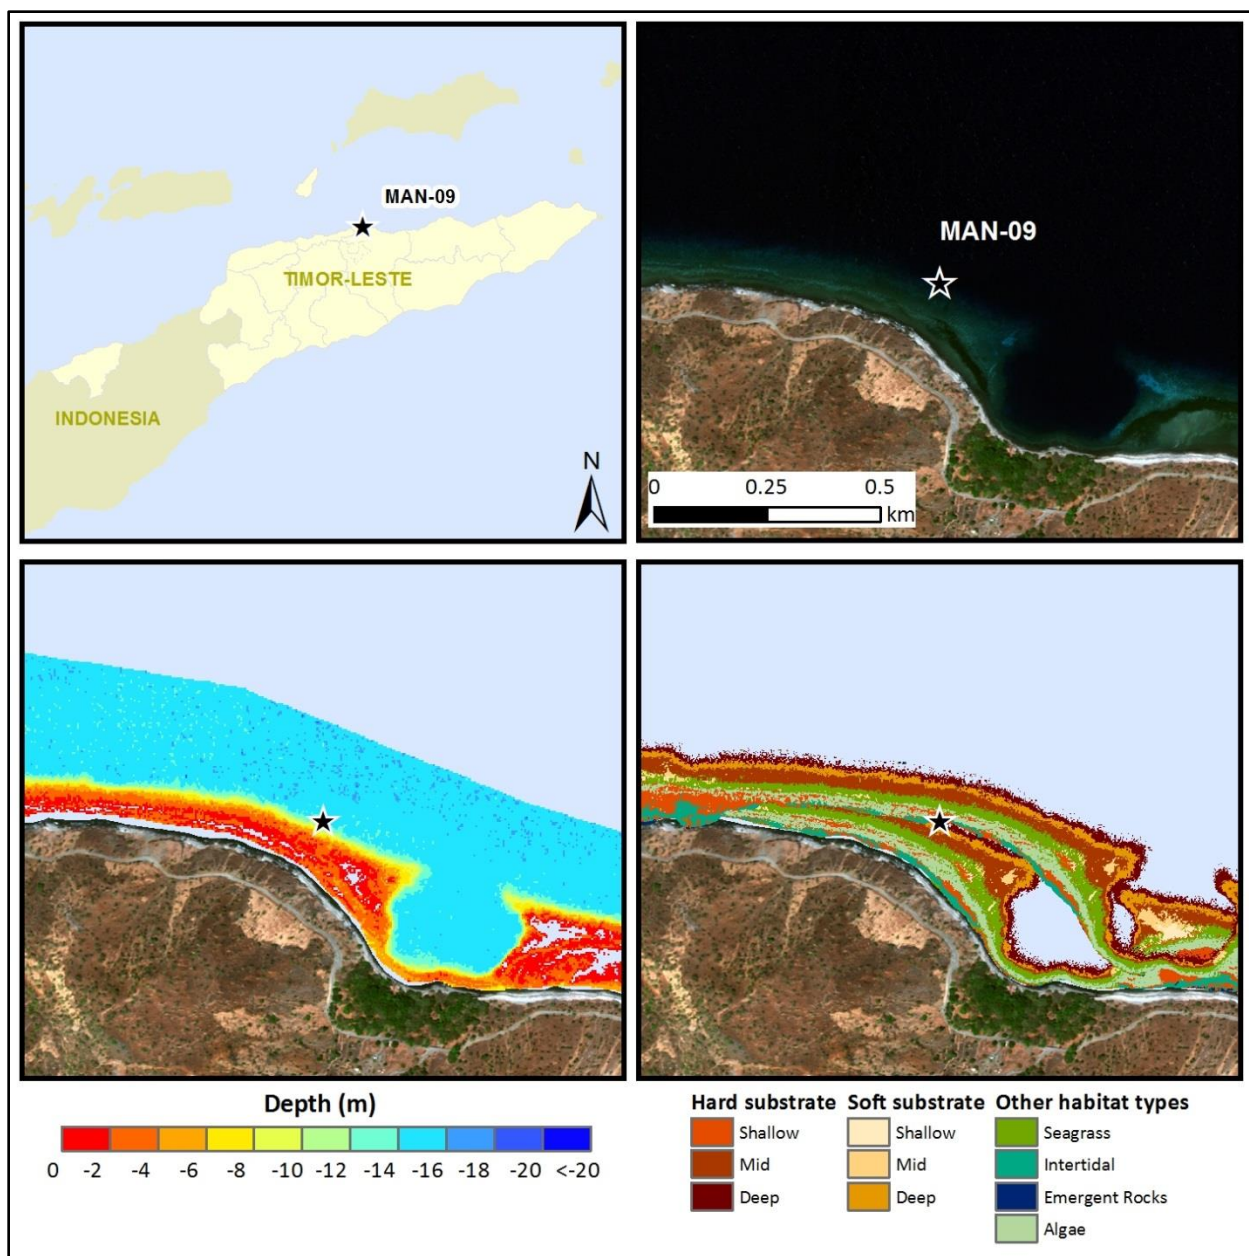 MAN-09
TIMOR-LESTE
INDONESIA
N
MAN-09
0 0.25 0.5
km
Depth (m)
0 -2 -4 -6 -8 -10 -12 -14 -16 -18 -20 <-20
Hard substrate Soft substrate Other habitat types
Shallow Shallow Seagrass
Mid Mid Intertidal
Deep Deep Emergent Rocks
Algae